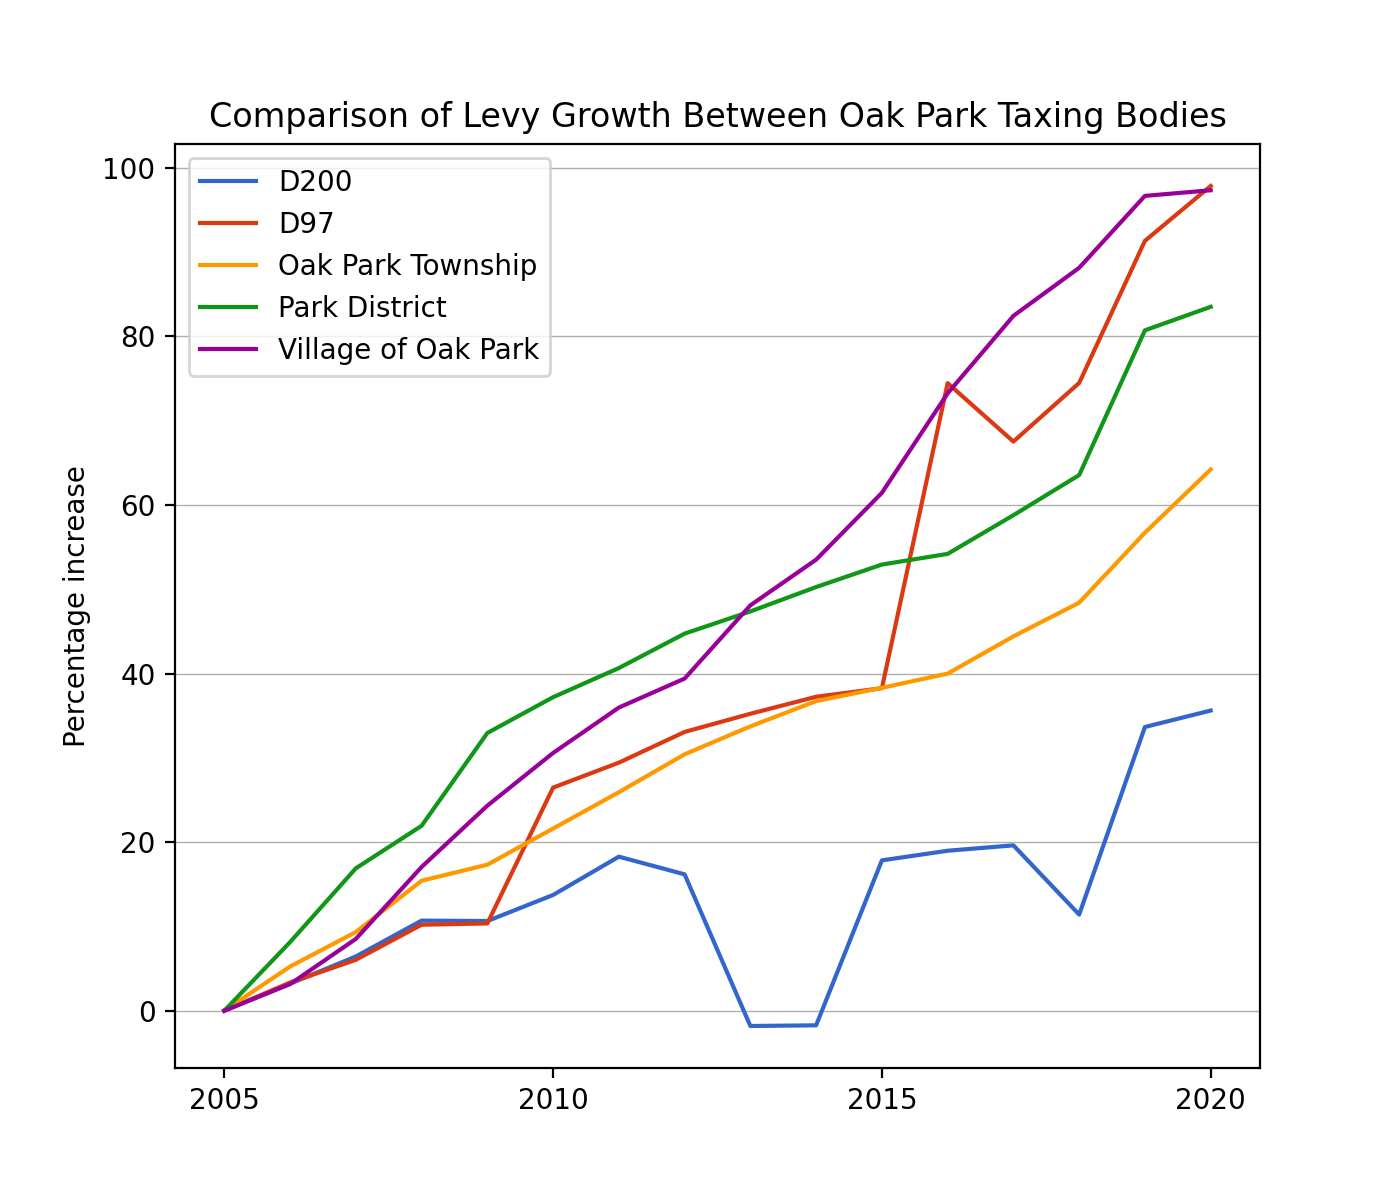 Comparison of Levy Growth Between Oak Park Taxing Bodies
100
80
60
40
20
0
Percentage increase
D200
D97
Oak Park Township
Park District
Village of Oak Park
2005 2010 2015 2020